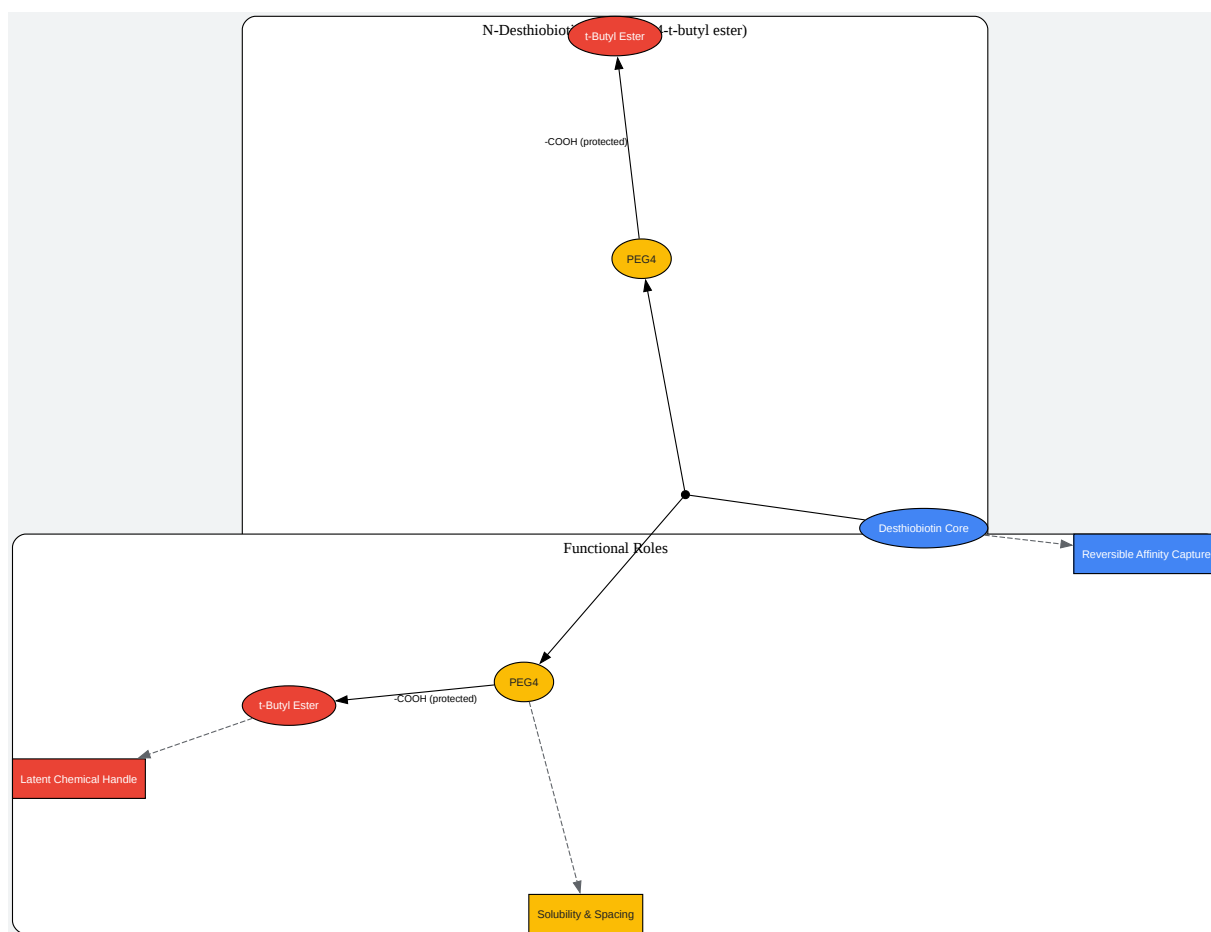 N-Desthiobiot 4-t-butyl ester)
t-Butyl Ester
-COOH (protected)
PEG4
Desthiobiotin Core
Functional Roles
Reversible Affinity Capture
PEG4
-COOH (protected)
t-Butyl Ester
Latent Chemical Handle
Solubility & Spacing